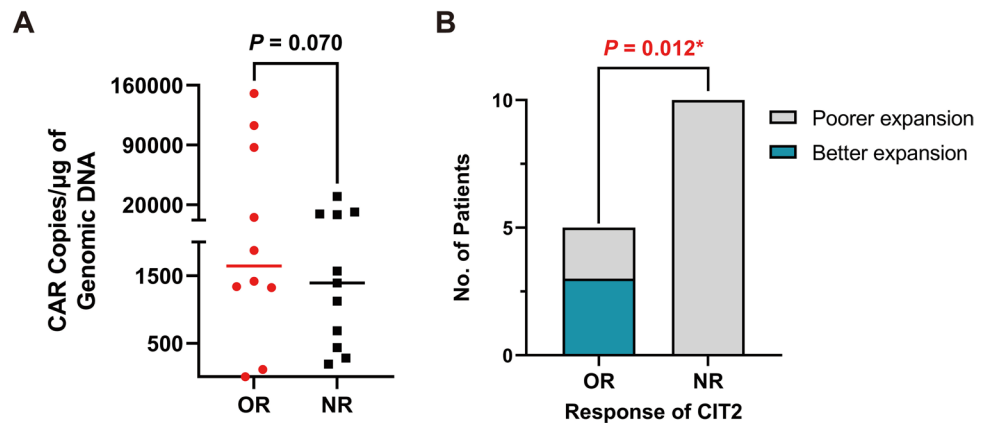 A
P = 0.070
CAR Copies/μg of
Genomic DNA
160000
90000
20000
1500
500
OR
NR
B
P = 0.012*
No. of Patients
10
5
0
OR
NR
Response of CIT2
Poorer expansion
Better expansion